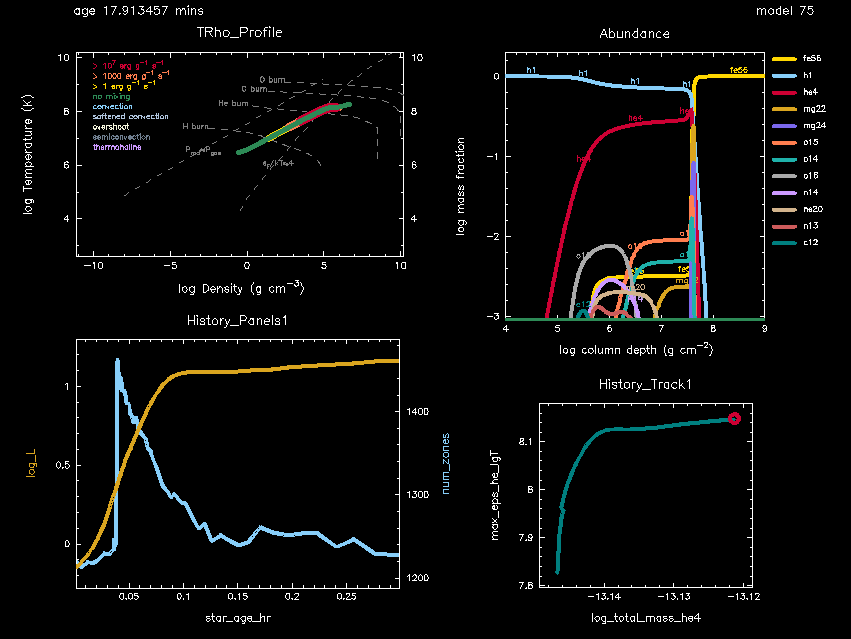 age 17.913457 mins
model 75
TRho_Profile
10
8
6
4
> 10⁷ erg g⁻¹ s⁻¹
> 1000 erg g⁻¹ s⁻¹
> 1 erg g⁻¹ s⁻¹
no mixing
convection
softened convection
overshoot
semiconvection
thermohaline
O burn
C burn
He burn
H burn
10
8
6
4
log Temperature (K)
−10 −5 0 5 10
log Density (g cm⁻³)
Abundance
0
−1
−2
−3
log mass fraction
h1 h1 h1 h1 fe56
he4 he4
4 5 6 7 8 9
log column depth (g cm⁻²)
fe56
h1
he4
mg22
mg24
o15
o14
o16
n14
ne20
n13
c12
History_Panels1
1
0.5
0
log_L
1400
1300
1200
num_zones
0.05 0.1 0.15 0.2 0.25
star_age_hr
History_Track1
8.1
8
7.9
7.8
max_eps_he_lgT
−13.14 −13.13 −13.12
log_total_mass_he4